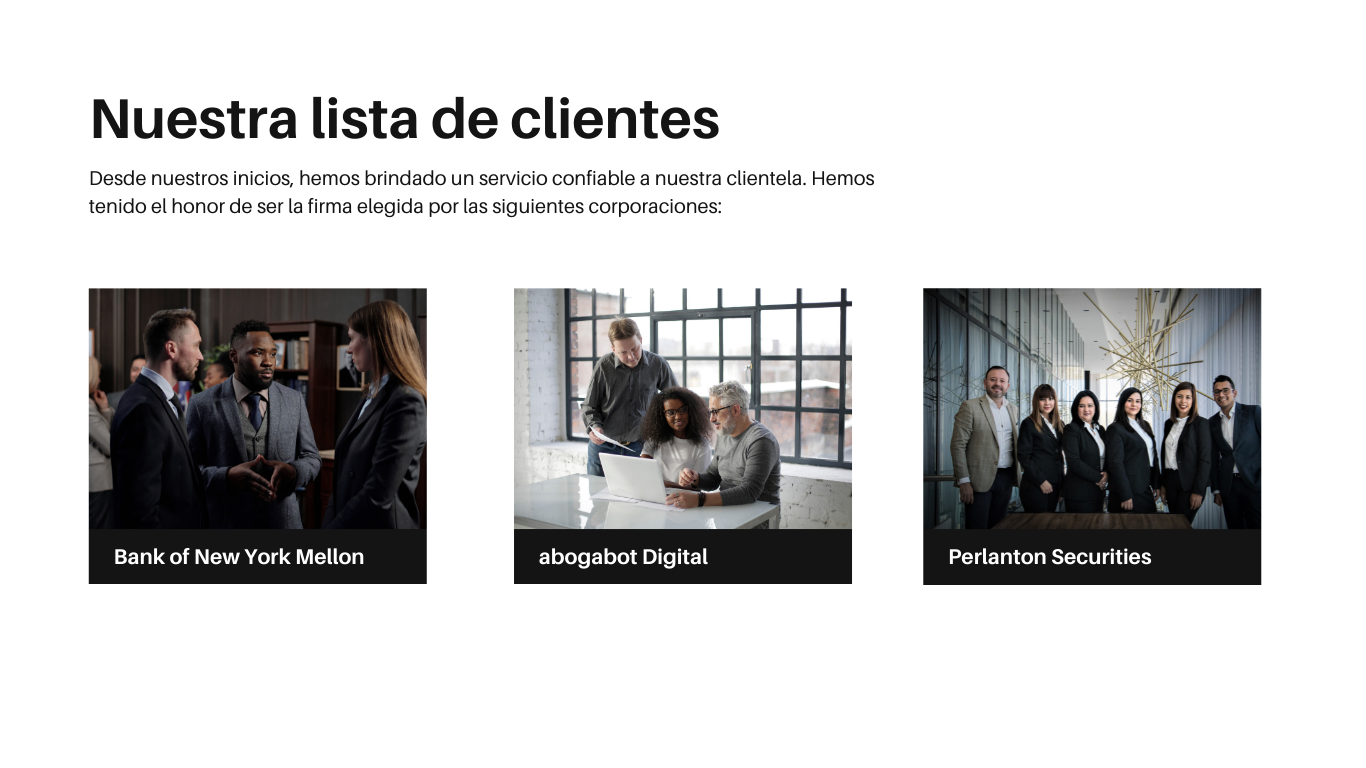 Nuestra lista de clientes
Desde nuestros inicios, hemos brindado un servicio confiable a nuestra clientela. Hemos
tenido el honor de ser la firma elegida por las siguientes corporaciones:
Bank of New York Mellon
abogabot Digital
Perlanton Securities